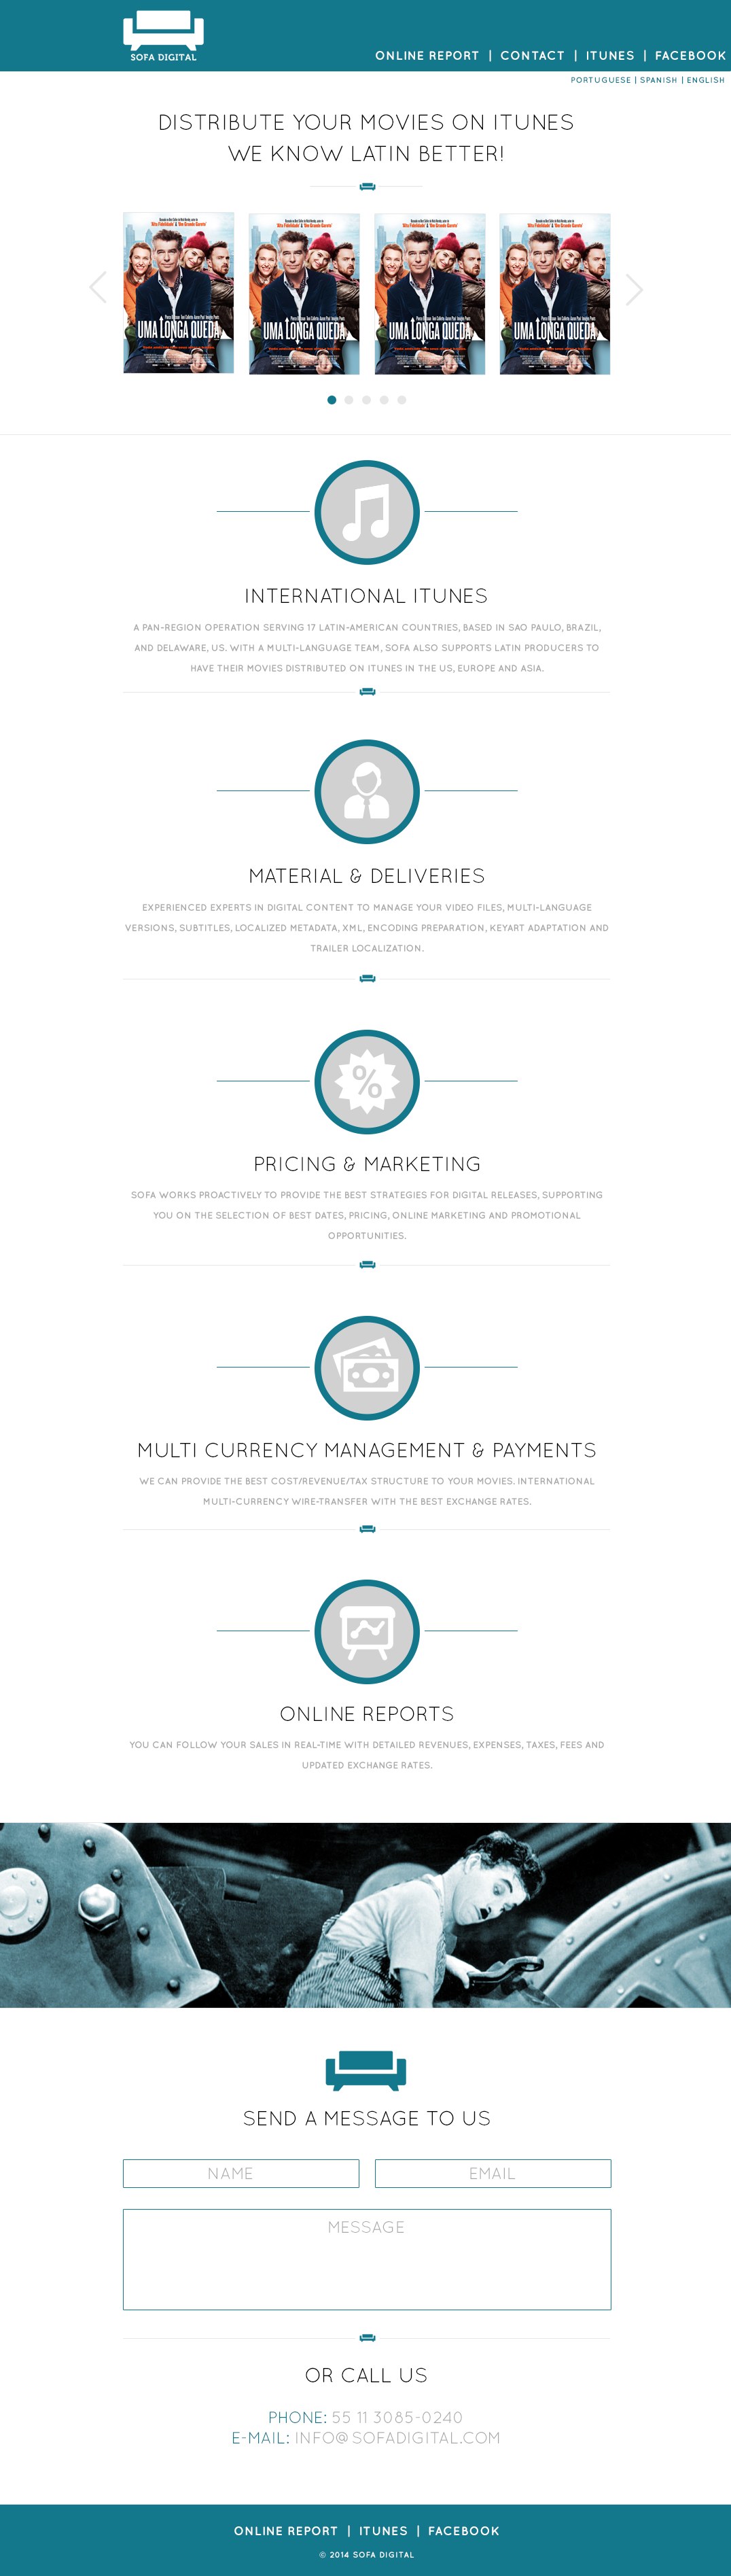 SOFA DIGITAL
ONLINE REPORT | CONTACT | ITUNES | FACEBOOK
PORTUGUESE | SPANISH | ENGLISH
DISTRIBUTE YOUR MOVIES ON ITUNES
WE KNOW LATIN BETTER!
UMA LONGA QUEDA
UMA LONGA QUEDA
UMA LONGA QUEDA
UMA LONGA QUEDA
INTERNATIONAL ITUNES
A PAN-REGION OPERATION SERVING 17 LATIN-AMERICAN COUNTRIES, BASED IN SAO PAULO, BRAZIL,
AND DELAWARE, US. WITH A MULTI-LANGUAGE TEAM, SOFA ALSO SUPPORTS LATIN PRODUCERS TO
HAVE THEIR MOVIES DISTRIBUTED ON ITUNES IN THE US, EUROPE AND ASIA.
MATERIAL & DELIVERIES
EXPERIENCED EXPERTS IN DIGITAL CONTENT TO MANAGE YOUR VIDEO FILES, MULTI-LANGUAGE
VERSIONS, SUBTITLES, LOCALIZED METADATA, XML, ENCODING PREPARATION, KEYART ADAPTATION AND
TRAILER LOCALIZATION.
%
PRICING & MARKETING
SOFA WORKS PROACTIVELY TO PROVIDE THE BEST STRATEGIES FOR DIGITAL RELEASES, SUPPORTING
YOU ON THE SELECTION OF BEST DATES, PRICING, ONLINE MARKETING AND PROMOTIONAL
OPPORTUNITIES.
MULTI CURRENCY MANAGEMENT & PAYMENTS
WE CAN PROVIDE THE BEST COST/REVENUE/TAX STRUCTURE TO YOUR MOVIES. INTERNATIONAL
MULTI-CURRENCY WIRE-TRANSFER WITH THE BEST EXCHANGE RATES.
ONLINE REPORTS
YOU CAN FOLLOW YOUR SALES IN REAL-TIME WITH DETAILED REVENUES, EXPENSES, TAXES, FEES AND
UPDATED EXCHANGE RATES.
SEND A MESSAGE TO US
NAME
EMAIL
MESSAGE
OR CALL US
PHONE: 55 11 3085-0240
E-MAIL: INFO@SOFADIGITAL.COM
ONLINE REPORT | ITUNES | FACEBOOK
© 2014 SOFA DIGITAL